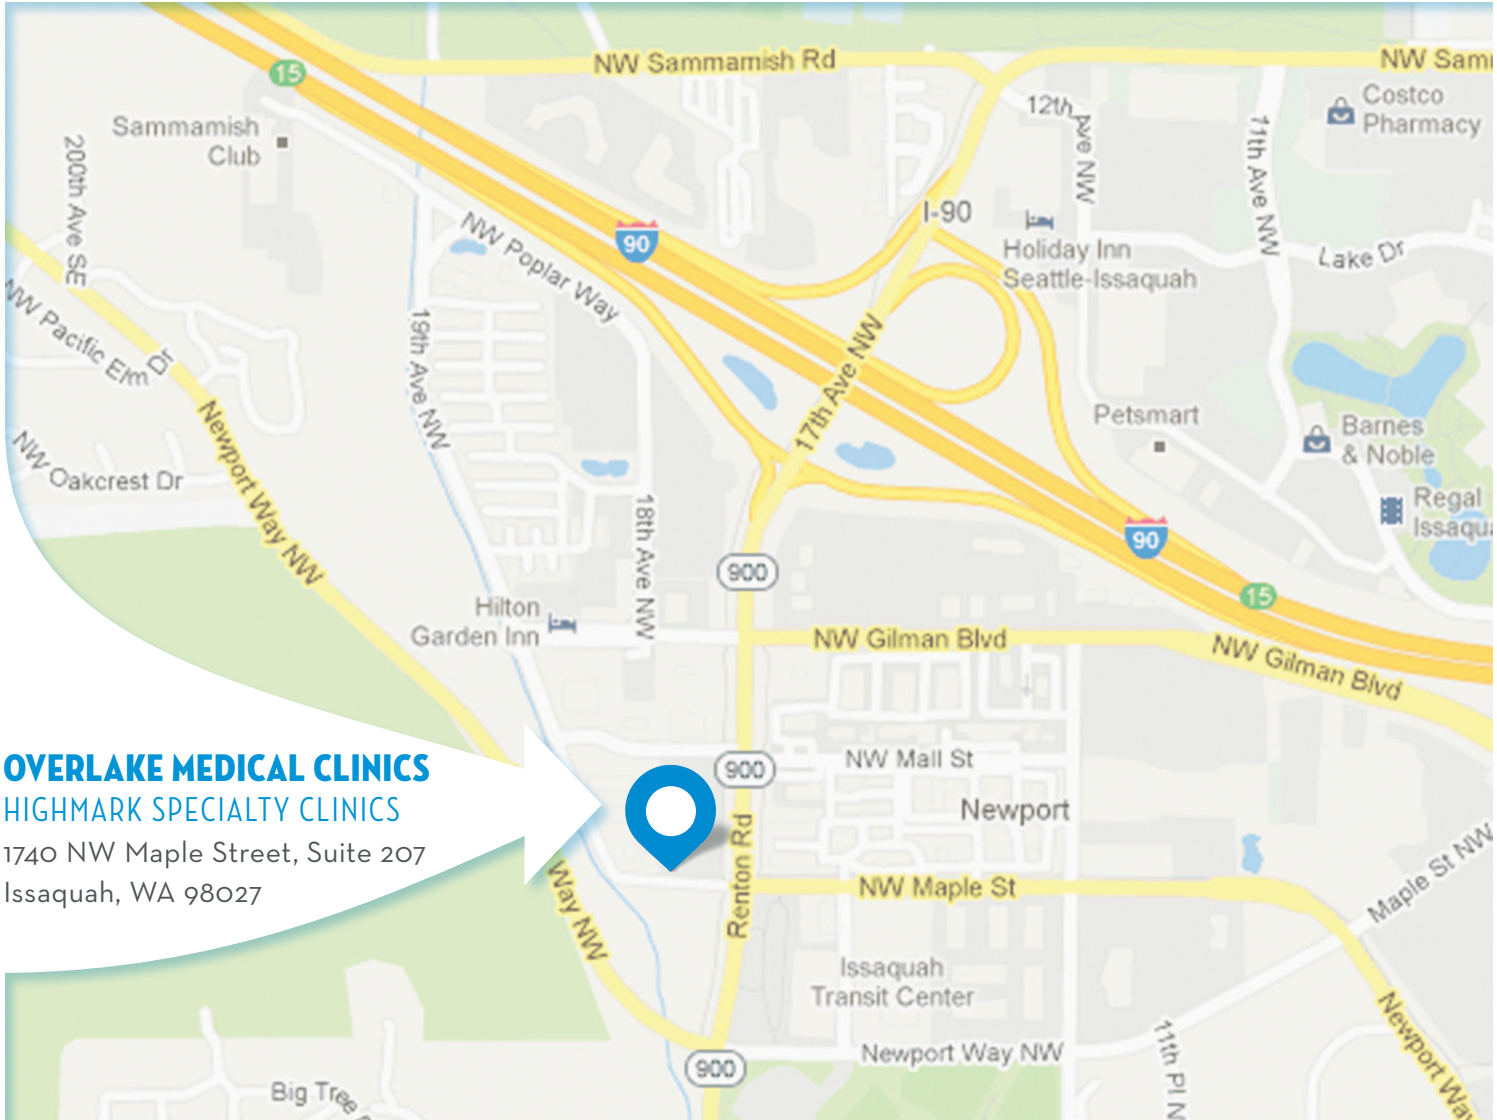 NW Sammamish Rd
NW Samm
15
12th Ave NW
Costco
Pharmacy
Sammamish
Club
200th Ave SE
11th Ave NW
I-90
NW Poplar Way
90
Holiday Inn
Seattle-Issaquah
Lake Dr
NW Pacific Elm Dr
19th Ave NW
17th Ave NW
Petsmart
Barnes
& Noble
Newport Way NW
NW Oakcrest Dr
Regal
Issaqua
18th Ave NW
90
900
15
Hilton
Garden Inn
NW Gilman Blvd
NW Gilman Blvd
OVERLAKE MEDICAL CLINICS
HIGHMARK SPECIALTY CLINICS
1740 NW Maple Street, Suite 207
Issaquah, WA 98027
900
NW Mall St
Newport
Renton Rd
NW Maple St
Maple St NW
Way NW
Issaquah
Transit Center
Newport Way NW
900
11th Pl N
Newport Way
Big Tree